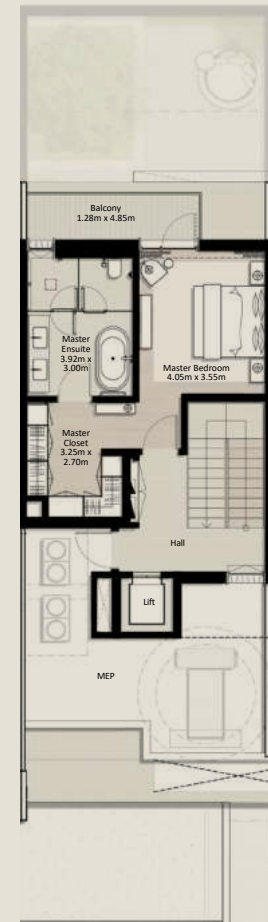 Balcony
1.28m x 4.85m
Master
Ensuite
3.92m x
3.00m
Master Bedroom
4.05m x 3.55m
Master
Closet
3.25m x
2.70m
Hall
Lift
MEP